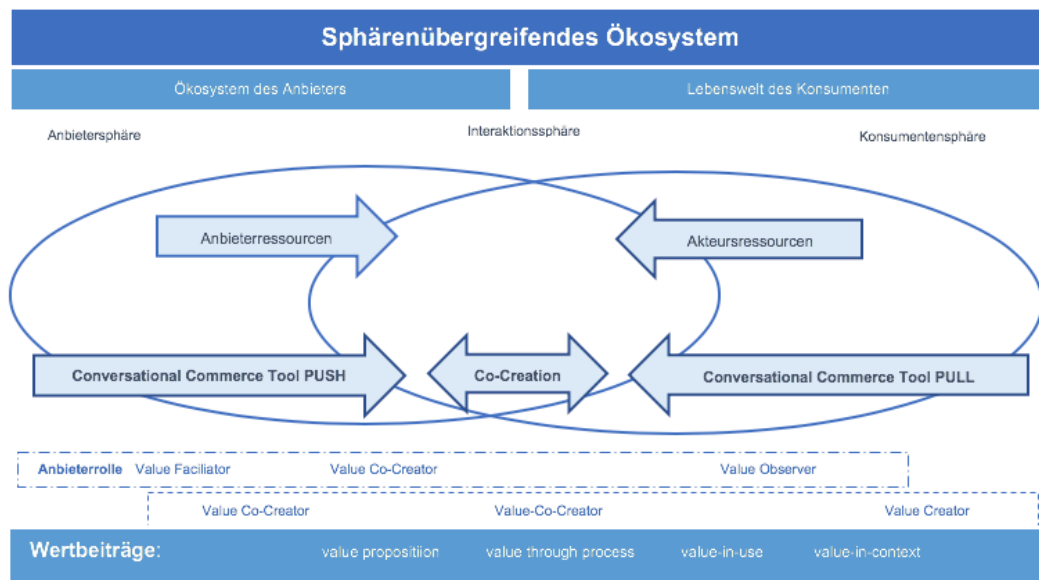 Sphärenübergreifendes Ökosystem
Ökosystem des Anbieters
Lebenswelt des Konsumenten
Anbietersphäre
Interaktionssphäre
Konsumentensphäre
Anbieterressourcen
Akteursressourcen
Conversational Commerce Tool PUSH
Co-Creation
Conversational Commerce Tool PULL
Anbieterrolle Value Faciliator Value Co-Creator Value Observer
Value Co-Creator Value-Co-Creator Value Creator
Wertbeiträge: value propositiion value through process value-in-use value-in-context